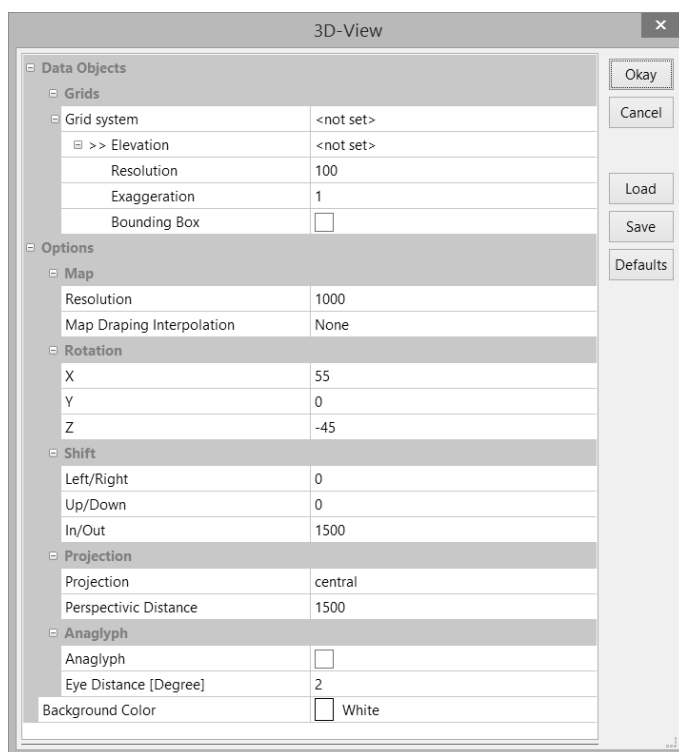 3D-View
Data Objects
Grids
Grid system <not set>
>> Elevation <not set>
Resolution 100
Exaggeration 1
Bounding Box
Options
Map
Resolution 1000
Map Draping Interpolation None
Rotation
X 55
Y 0
Z -45
Shift
Left/Right 0
Up/Down 0
In/Out 1500
Projection
Projection central
Perspectivic Distance 1500
Anaglyph
Anaglyph
Eye Distance [Degree] 2
Background Color White
Okay
Cancel
Load
Save
Defaults